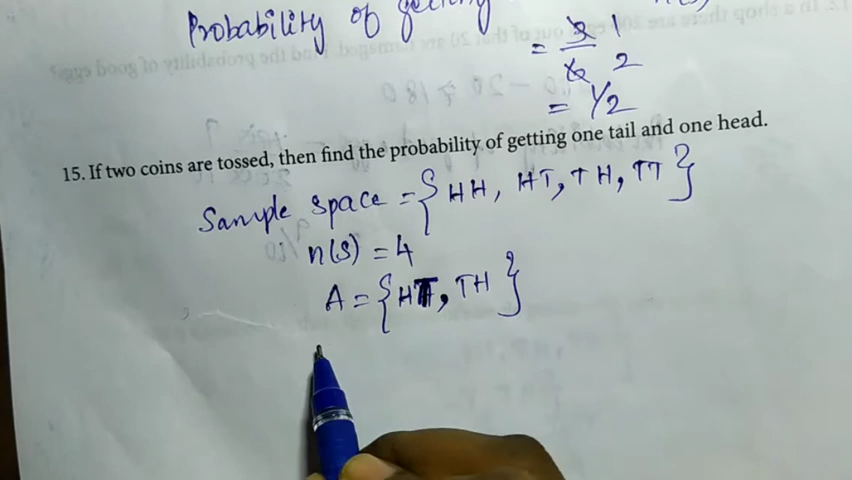 Probability of getting
= 3/6 1 2
= 1/2
15. If two coins are tossed, then find the probability of getting one tail and one head.
Sample space = { HH, HT, TH, TT }
n(S) = 4
A = { HT, TH }